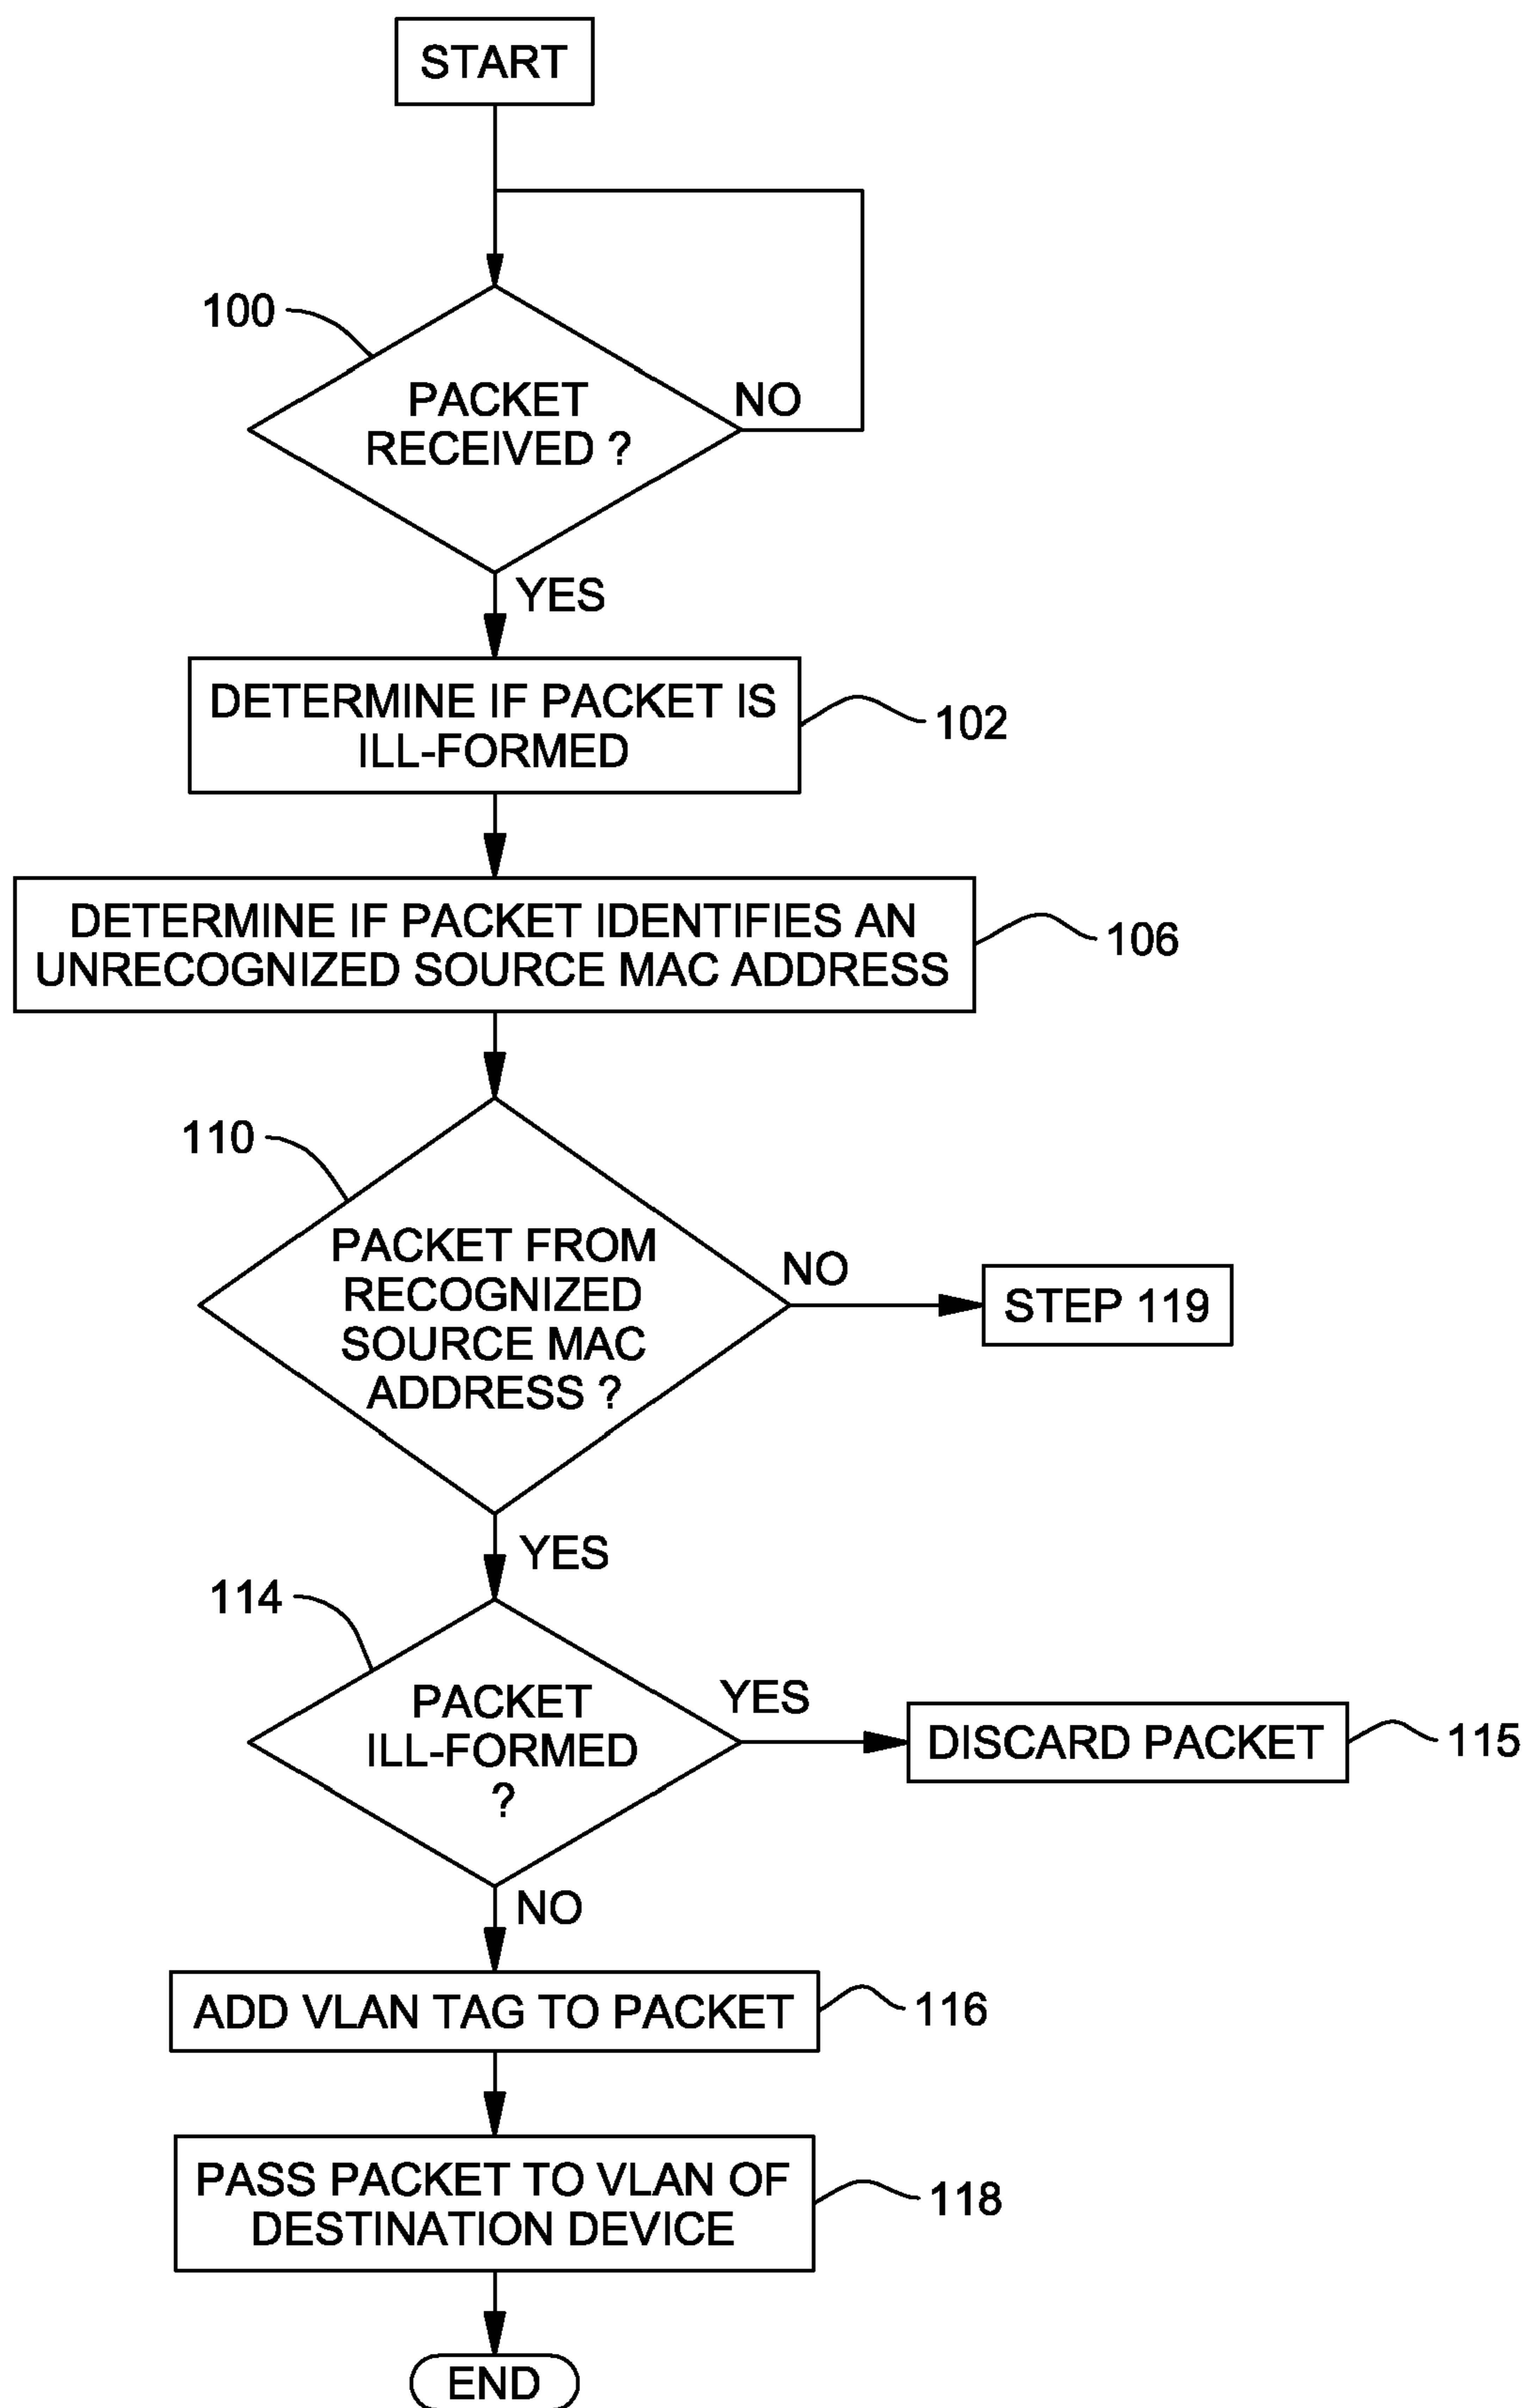 START
100
PACKET
RECEIVED ?
NO
YES
DETERMINE IF PACKET IS
ILL-FORMED
102
DETERMINE IF PACKET IDENTIFIES AN
UNRECOGNIZED SOURCE MAC ADDRESS
106
110
PACKET FROM
RECOGNIZED
SOURCE MAC
ADDRESS ?
NO
STEP 119
YES
114
PACKET
ILL-FORMED
?
YES
DISCARD PACKET
115
NO
ADD VLAN TAG TO PACKET
116
PASS PACKET TO VLAN OF
DESTINATION DEVICE
118
END